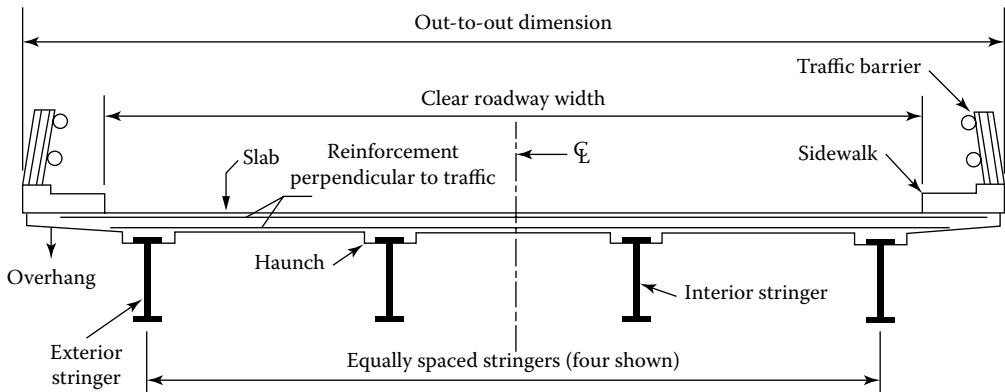 Out-to-out dimension
Traffic barrier
Clear roadway width
℄
Slab
Reinforcement
perpendicular to traffic
Sidewalk
Overhang
Haunch
Interior stringer
Exterior
stringer
Equally spaced stringers (four shown)